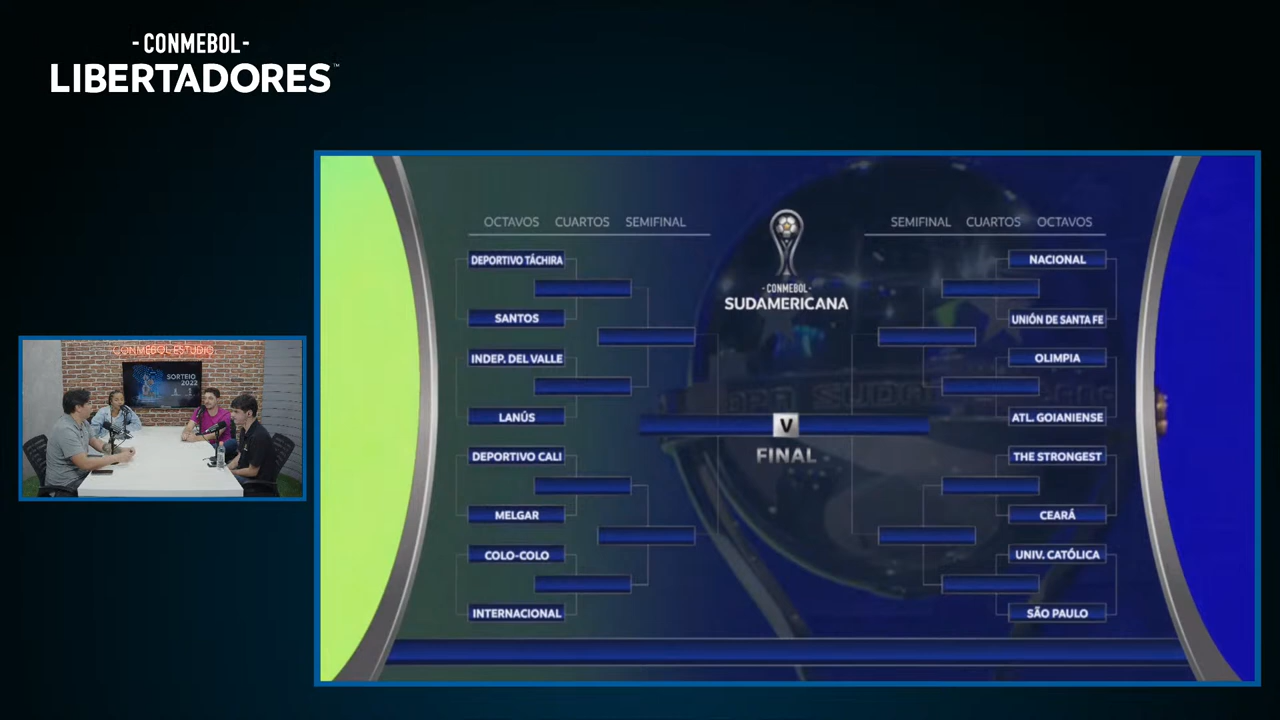 - CONMEBOL -
LIBERTADORES™
CONMEBOL ESTUDIO
SORTEIO
2022
OCTAVOS CUARTOS SEMIFINAL
SEMIFINAL CUARTOS OCTAVOS
- CONMEBOL -
SUDAMERICANA
DEPORTIVO TÁCHIRA
SANTOS
INDEP. DEL VALLE
LANÚS
DEPORTIVO CALI
MELGAR
COLO-COLO
INTERNACIONAL
V
FINAL
NACIONAL
UNIÓN DE SANTA FE
OLIMPIA
ATL. GOIANIENSE
THE STRONGEST
CEARÁ
UNIV. CATÓLICA
SÃO PAULO